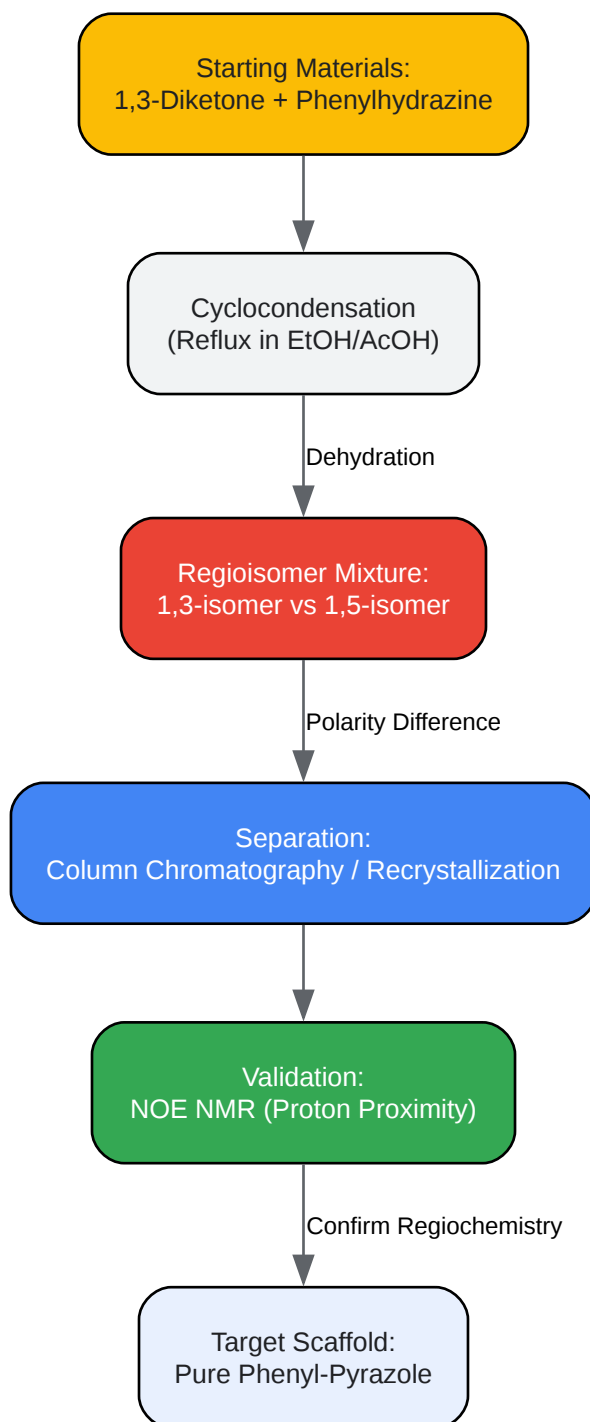 Starting Materials:
1,3-Diketone + Phenylhydrazine
Cyclocondensation
(Reflux in EtOH/AcOH)
Dehydration
Regioisomer Mixture:
1,3-isomer vs 1,5-isomer
Polarity Difference
Separation:
Column Chromatography / Recrystallization
Validation:
NOE NMR (Proton Proximity)
Confirm Regiochemistry
Target Scaffold:
Pure Phenyl-Pyrazole